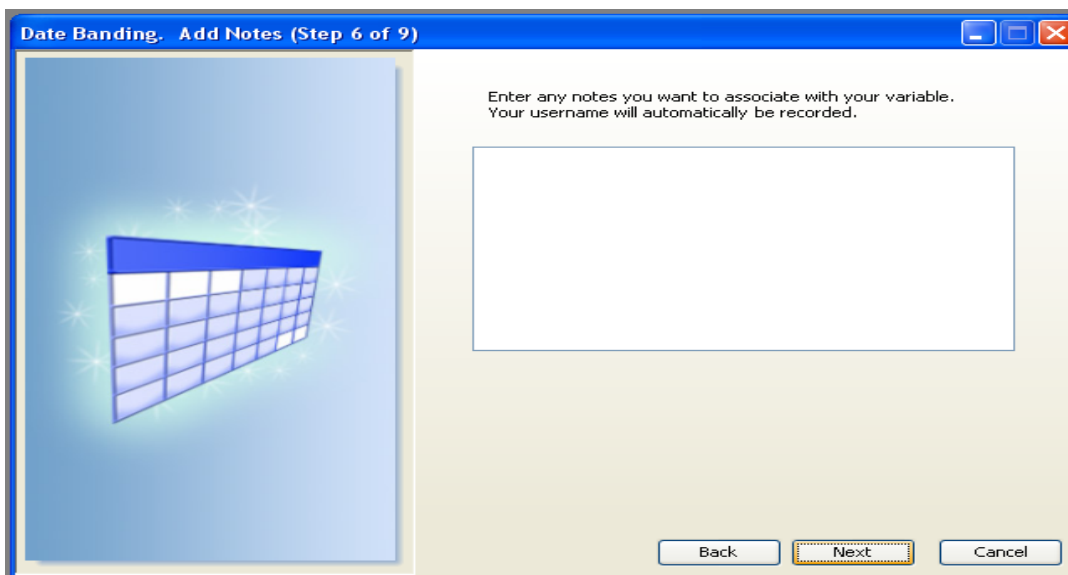 Date Banding. Add Notes (Step 6 of 9)
Enter any notes you want to associate with your variable.
Your username will automatically be recorded.
Back Next Cancel